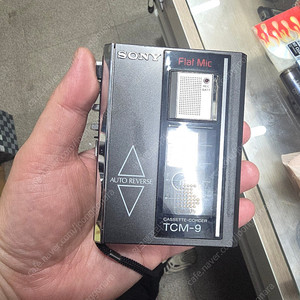 SONY
Flat Mic
AUTO REVERSE
CASSETTE-CORDER
TCM-9